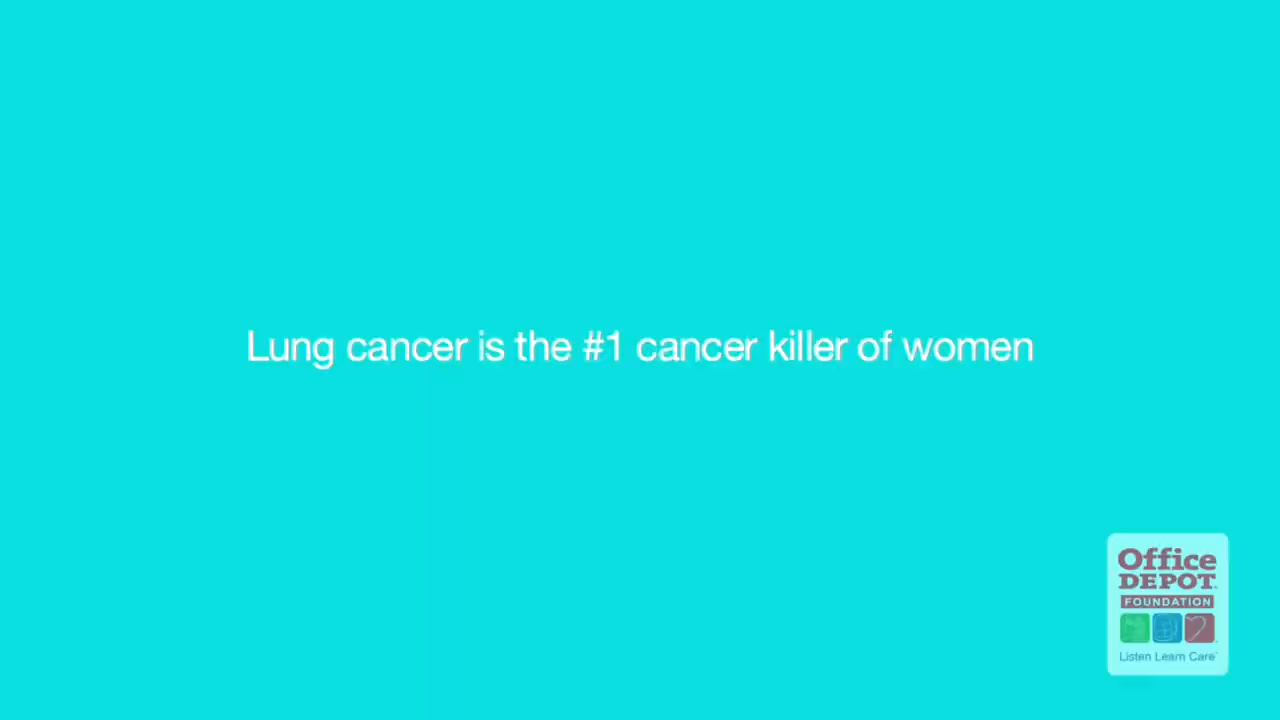 Lung cancer is the #1 cancer killer of women
Office
DEPOT
FOUNDATION
Listen Learn Care